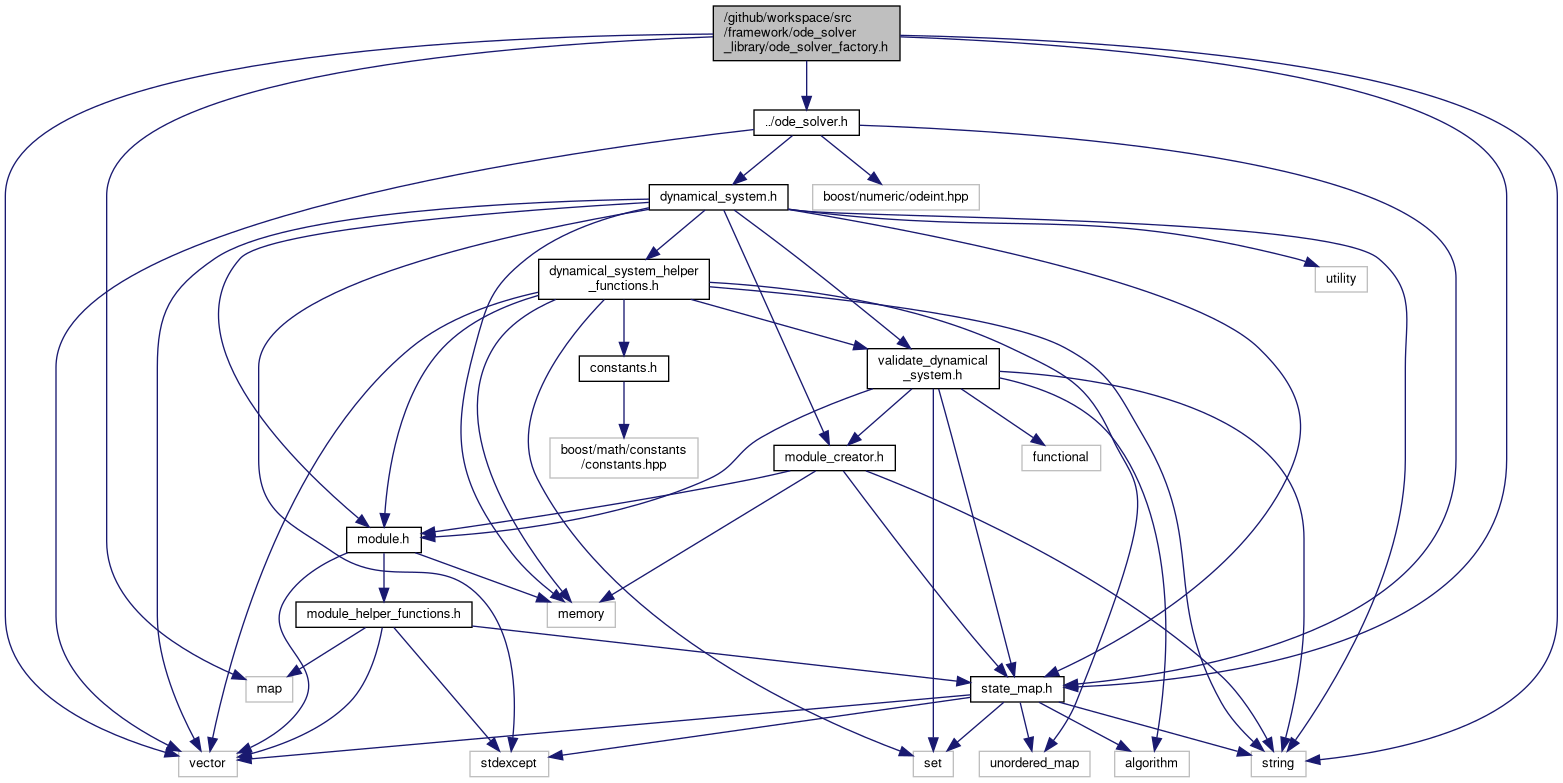 /github/workspace/src
/framework/ode_solver
_library/ode_solver_factory.h
../ode_solver.h
dynamical_system.h
boost/numeric/odeint.hpp
dynamical_system_helper
_functions.h
utility
constants.h
validate_dynamical
_system.h
boost/math/constants
/constants.hpp
module_creator.h
functional
module.h
module_helper_functions.h
memory
map
state_map.h
vector
stdexcept
set
unordered_map
algorithm
string